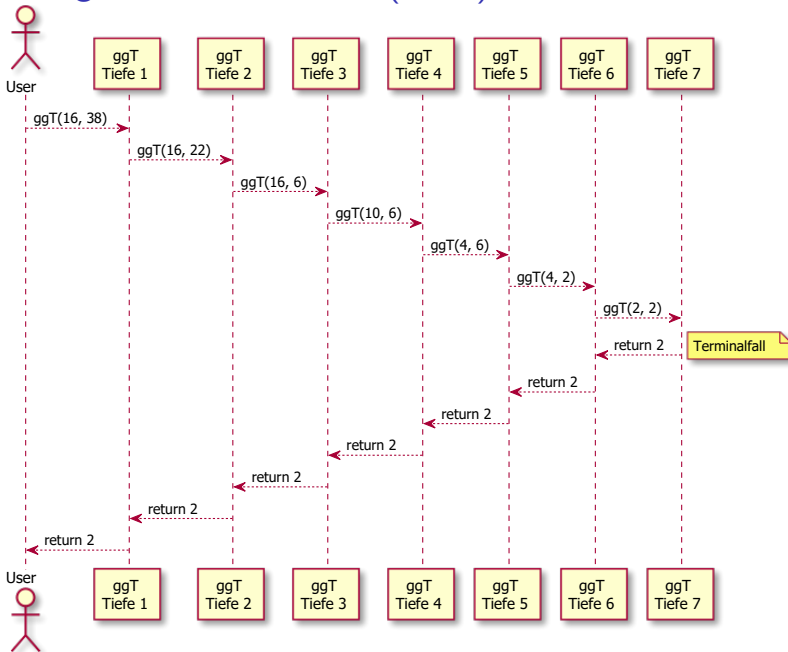 User
ggT
Tiefe 1
ggT
Tiefe 2
ggT
Tiefe 3
ggT
Tiefe 4
ggT
Tiefe 5
ggT
Tiefe 6
ggT
Tiefe 7
ggT(16, 38)
ggT(16, 22)
ggT(16, 6)
ggT(10, 6)
ggT(4, 6)
ggT(4, 2)
ggT(2, 2)
return 2
Terminalfall
return 2
return 2
return 2
return 2
return 2
return 2
User
ggT
Tiefe 1
ggT
Tiefe 2
ggT
Tiefe 3
ggT
Tiefe 4
ggT
Tiefe 5
ggT
Tiefe 6
ggT
Tiefe 7